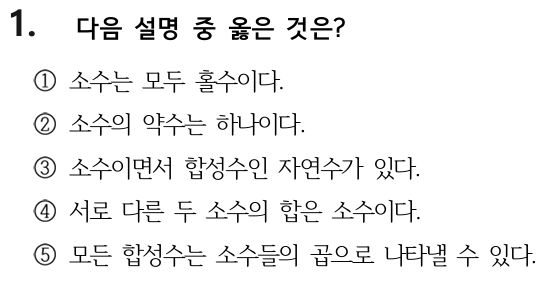 1. 다음 설명 중 옳은 것은?
① 소수는 모두 홀수이다.
② 소수의 약수는 하나이다.
③ 소수이면서 합성수인 자연수가 있다.
④ 서로 다른 두 소수의 합은 소수이다.
⑤ 모든 합성수는 소수들의 곱으로 나타낼 수 있다.